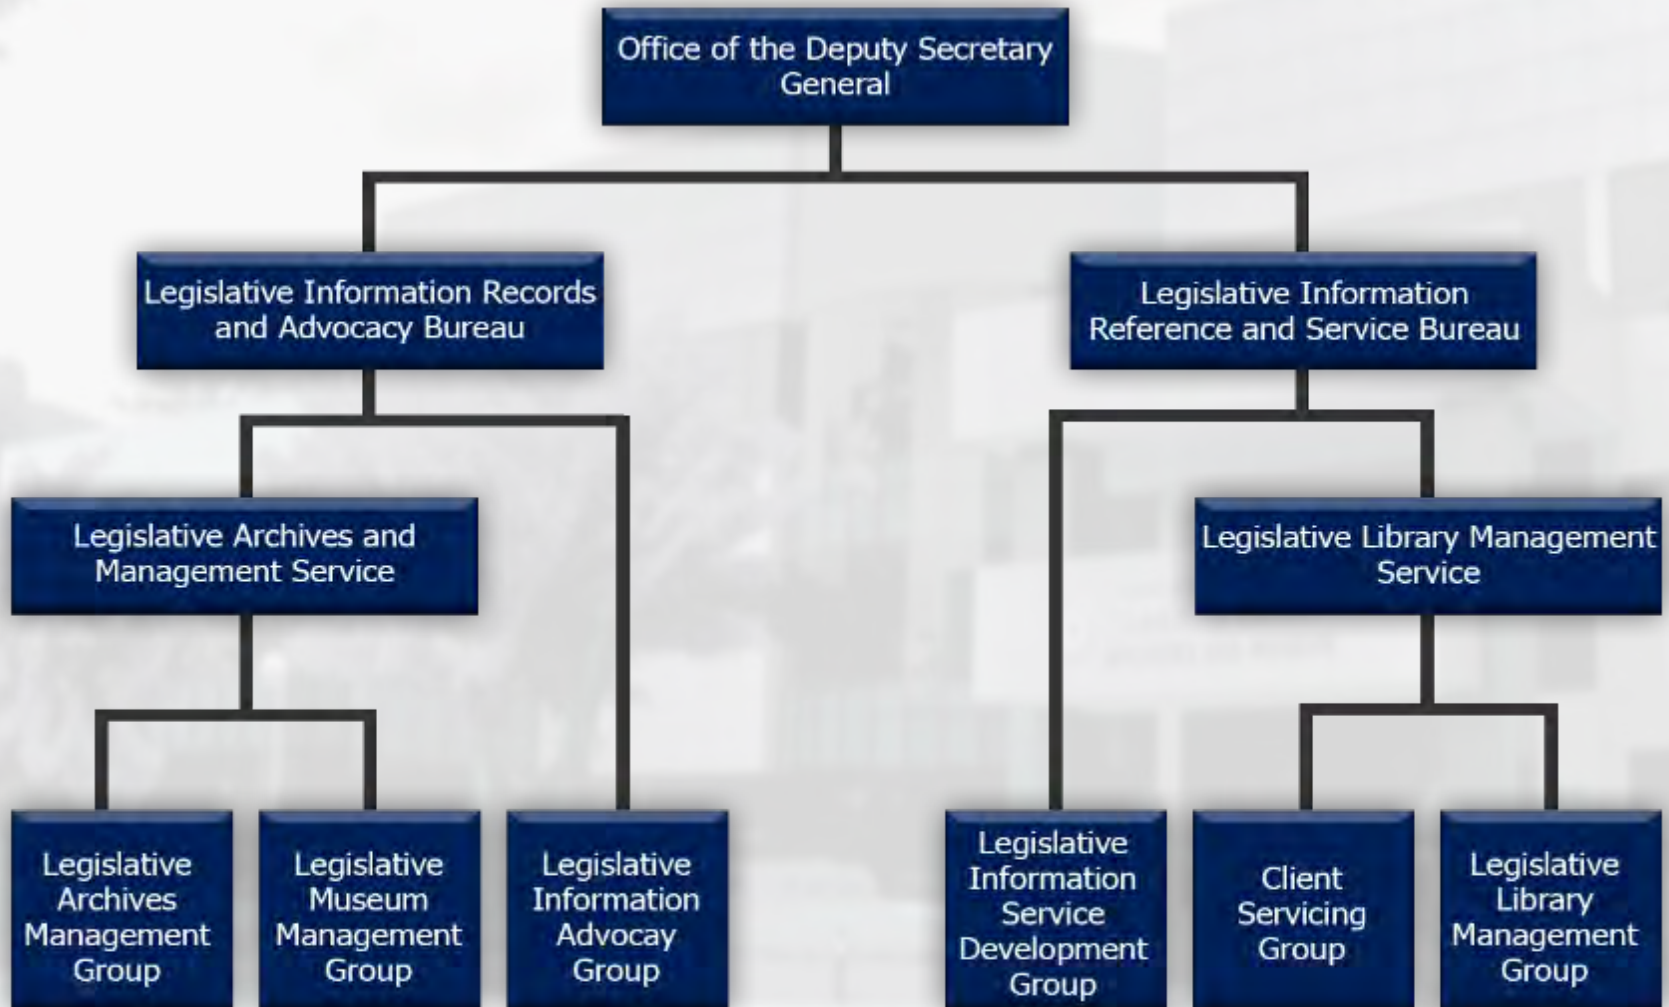 Office of the Deputy Secretary
General
Legislative Information Records
and Advocacy Bureau
Legislative Information
Reference and Service Bureau
Legislative Archives and
Management Service
Legislative Library Management
Service
Legislative
Archives
Management
Group
Legislative
Museum
Management
Group
Legislative
Information
Advocay
Group
Legislative
Information
Service
Development
Group
Client
Servicing
Group
Legislative
Library
Management
Group